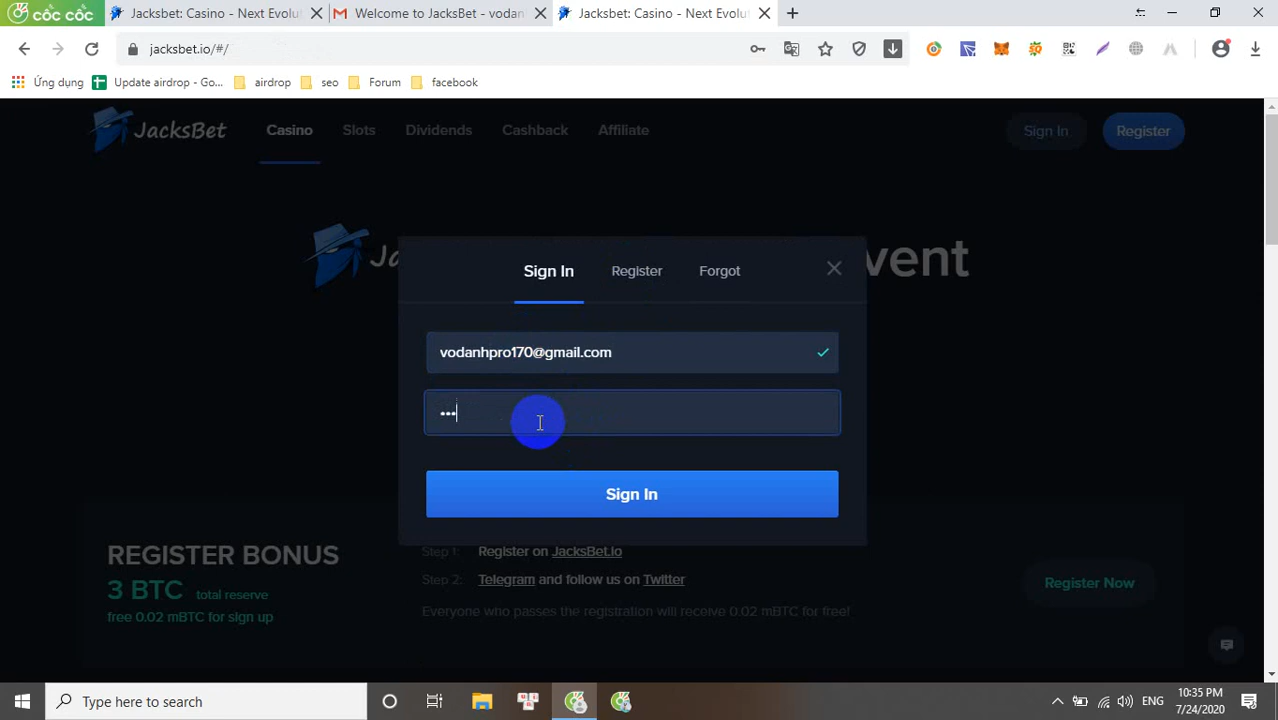 CỐC CỐC
Jacksbet: Casino - Next Evolut
Welcome to JacksBet - vodan
Jacksbet: Casino - Next Evolut
jacksbet.io/#/
Ứng dụng
Update airdrop - Go...
airdrop
seo
Forum
facebook
JacksBet
Casino
Slots
Dividends
Cashback
Affiliate
Sign In
Register
vent
Sign In
Register
Forgot
vodanhpro170@gmail.com
•••
Sign In
REGISTER BONUS
3 BTC total reserve
free 0.02 mBTC for sign up
Step 1: Register on JacksBet.Io
Step 2: Telegram and follow us on Twitter
Everyone who passes the registration will receive 0.02 mBTC for free!
Register Now
Type here to search
ENG
10:35 PM
7/24/2020